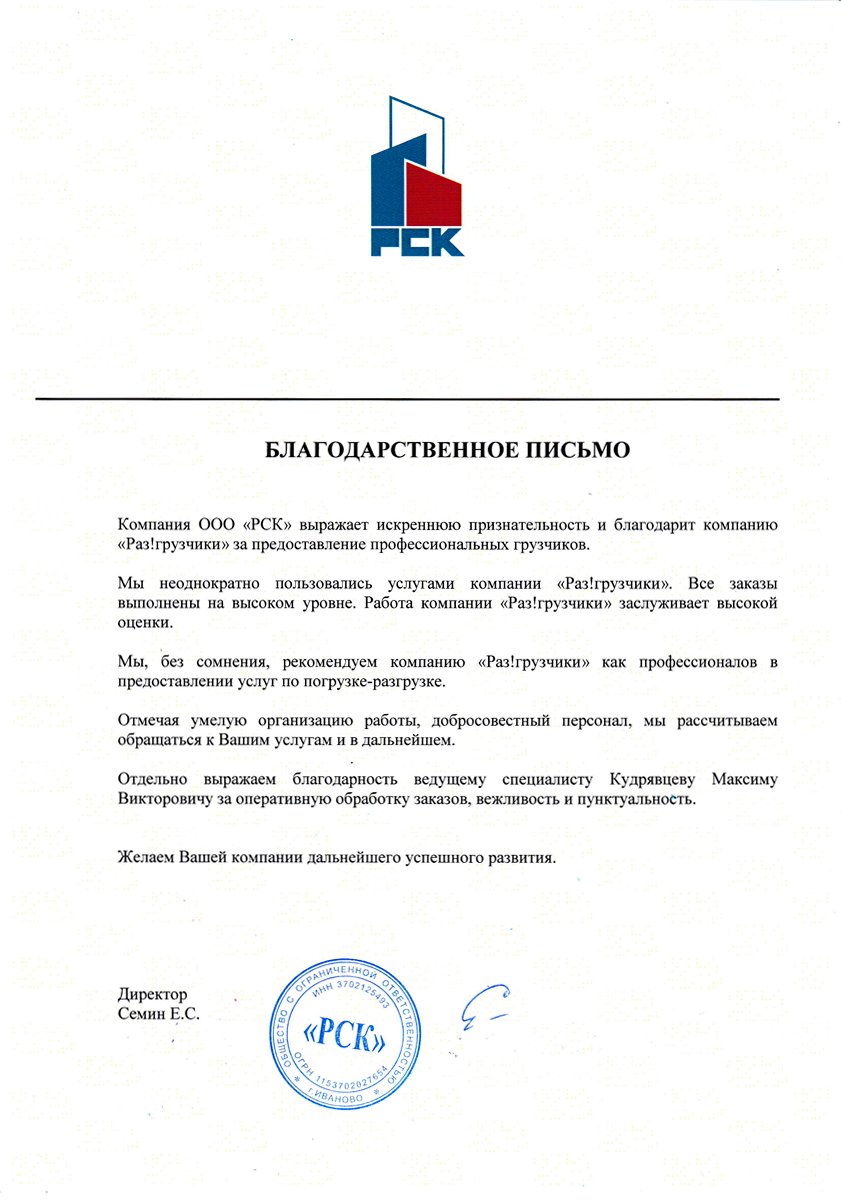 РСК
БЛАГОДАРСТВЕННОЕ ПИСЬМО
Компания ООО «РСК» выражает искреннюю признательность и благодарит компанию
«Раз!грузчики» за предоставление профессиональных грузчиков.
Мы неоднократно пользовались услугами компании «Раз!грузчики». Все заказы
выполнены на высоком уровне. Работа компании «Раз!грузчики» заслуживает высокой
оценки.
Мы, без сомнения, рекомендуем компанию «Раз!грузчики» как профессионалов в
предоставлении услуг по погрузке-разгрузке.
Отмечая умелую организацию работы, добросовестный персонал, мы рассчитываем
обращаться к Вашим услугам и в дальнейшем.
Отдельно выражаем благодарность ведущему специалисту Кудрявцеву Максиму
Викторовичу за оперативную обработку заказов, вежливость и пунктуальность.
Желаем Вашей компании дальнейшего успешного развития.
Директор
Семин Е.С.
ОБЩЕСТВО С ОГРАНИЧЕННОЙ ОТВЕТСТВЕННОСТЬЮ
ИНН 3702125493
«РСК»
ОГРН 1153702027654
г.ИВАНОВО